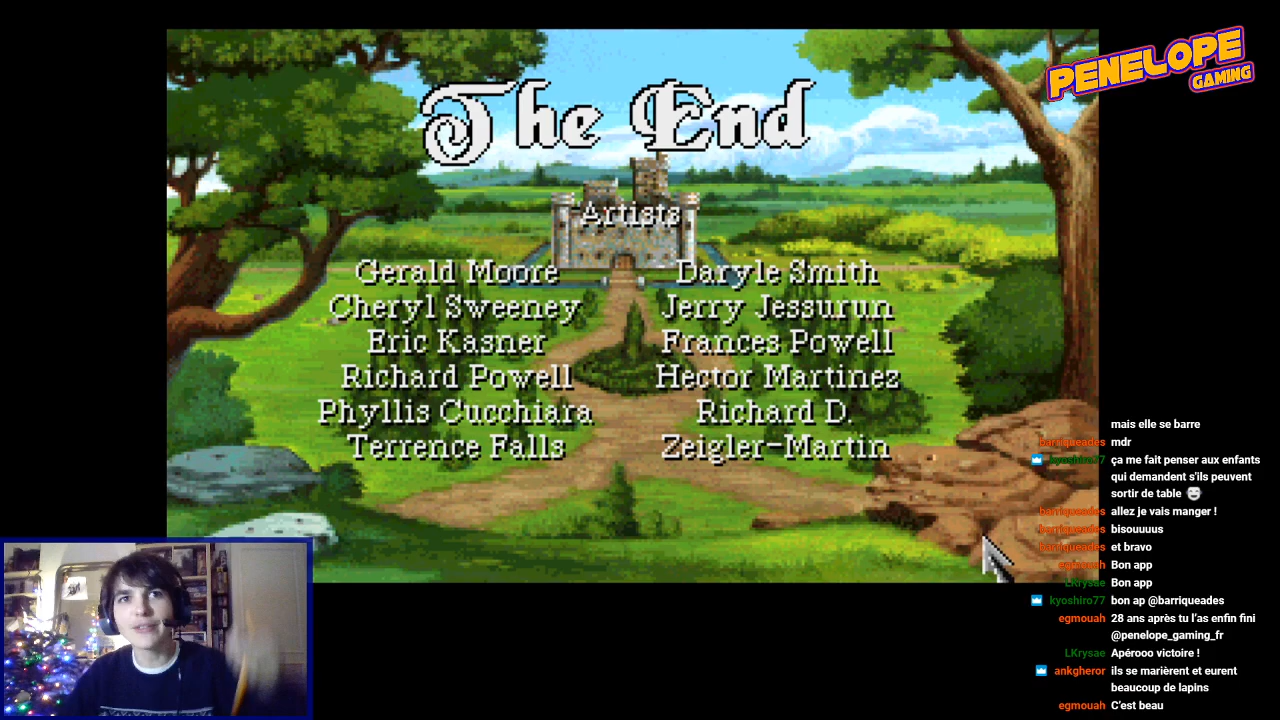 PENELOPE
GAMING
The End
Artists
Gerald Moore
Cheryl Sweeney
Eric Kasner
Richard Powell
Phyllis Cucchiara
Terrence Falls
Daryle Smith
Jerry Jessurun
Frances Powell
Hector Martinez
Richard D.
Zeigler-Martin
mais elle se barre
barriqueades mdr
kyoshiro77 ça me fait penser aux enfants
qui demandent s'ils peuvent
sortir de table
barriqueades allez je vais manger !
barriqueades bisouuuus
barriqueades et bravo
egmouah Bon app
LKrysae Bon app
kyoshiro77 bon ap @barriqueades
egmouah 28 ans après tu l'as enfin fini
@penelope_gaming_fr
LKrysae Apérooo victoire !
ankgheror ils se marièrent et eurent
beaucoup de lapins
egmouah C'est beau